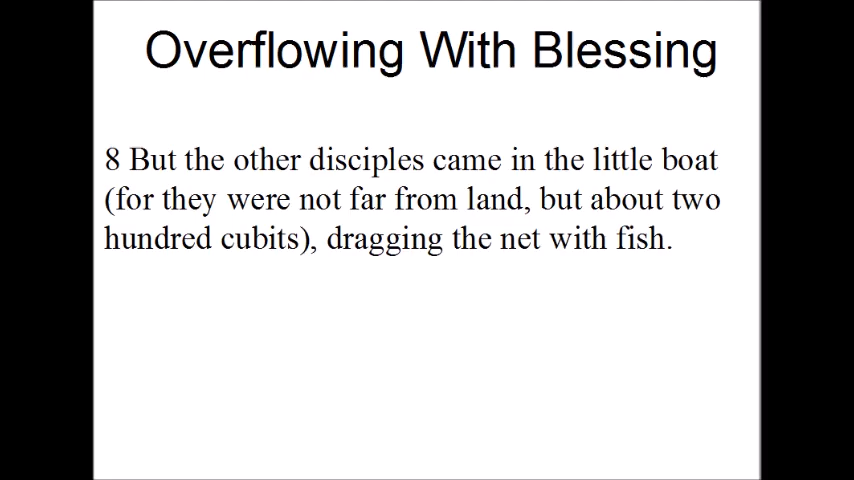 Overflowing With Blessing
8 But the other disciples came in the little boat
(for they were not far from land, but about two
hundred cubits), dragging the net with fish.